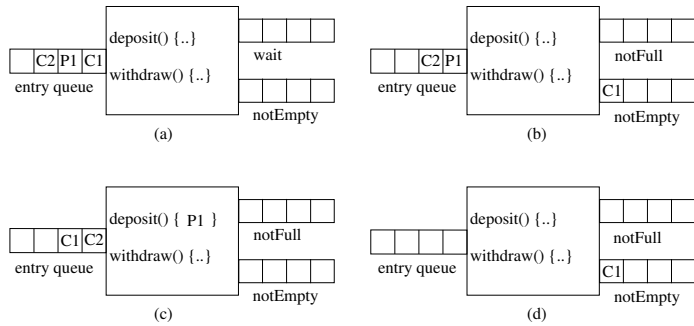 deposit() {..}
wait
C2 P1 C1
withdraw() {..}
entry queue
notEmpty
(a)
deposit() {..}
notFull
C2 P1
withdraw() {..}
entry queue
C1
notEmpty
(b)
deposit() { P1 }
notFull
C1 C2
withdraw() {..}
entry queue
notEmpty
(c)
deposit() {..}
notFull
withdraw() {..}
entry queue
C1
notEmpty
(d)